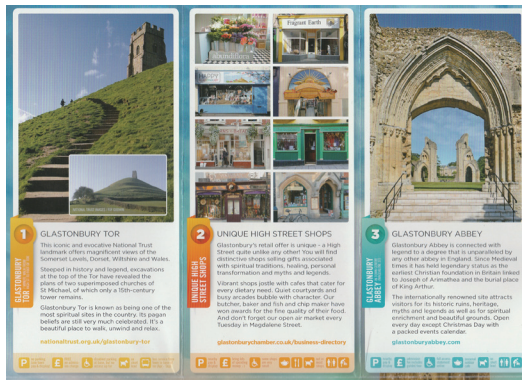 Fragrant Earth
HAPPY
1
GLASTONBURY
TOR
GLASTONBURY TOR
This iconic and evocative National Trust
landmark offers magnificent views of the
Somerset Levels, Dorset, Wiltshire and Wales.
Steeped in history and legend, excavations
at the top of the Tor have revealed the
plans of two superimposed churches of
St Michael, of which only a 15th-century
tower remains.
Glastonbury Tor is known as being one of the
most spiritual sites in the country. Its pagan
beliefs are still very much celebrated. It's a
beautiful place to walk, unwind and relax.
nationaltrust.org.uk/glastonbury-tor
P £
2
UNIQUE HIGH
STREET SHOPS
UNIQUE HIGH STREET SHOPS
Glastonbury's retail offer is unique - a High
Street quite unlike any other! You will find
distinctive shops selling gifts associated
with spiritual traditions, healing, personal
transformation and myths and legends.
Vibrant shops jostle with cafes that cater for
every dietary need. Quiet courtyards and
busy arcades bubble with character. Our
butcher, baker and fish and chip maker have
won awards for the fine quality of their food.
And don't forget our open air market every
Tuesday in Magdalene Street.
glastonburychamber.co.uk/business-directory
P £
3
GLASTONBURY
ABBEY
GLASTONBURY ABBEY
Glastonbury Abbey is connected with
legend to a degree that is unparalleled by
any other abbey in England. Since Medieval
times it has held legendary status as the
earliest Christian foundation in Britain linked
to Joseph of Arimathea and the burial place
of King Arthur.
The internationally renowned site attracts
visitors for its historic ruins, heritage,
myths and legends as well as for spiritual
enrichment and beautiful grounds. Open
every day except Christmas Day with
a packed events calendar.
glastonburyabbey.com
P £